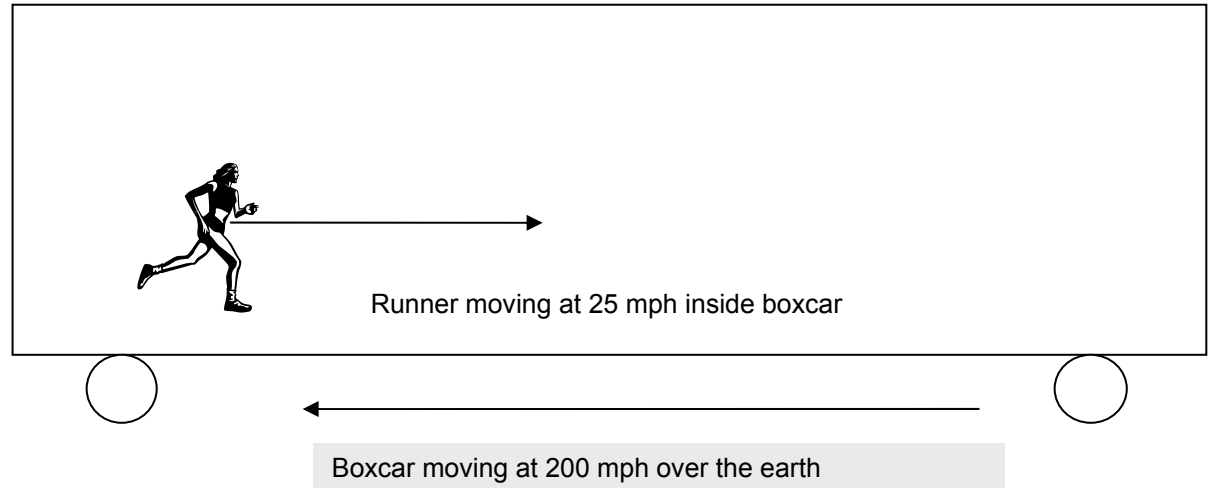 Runner moving at 25 mph inside boxcar
Boxcar moving at 200 mph over the earth